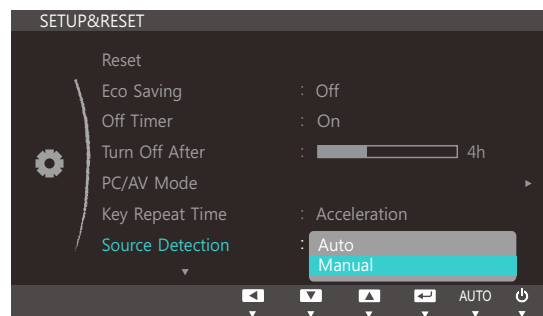 SETUP&RESET
Reset
Eco Saving : Off
Off Timer : On
Turn Off After : 4h
PC/AV Mode
Key Repeat Time : Acceleration
Source Detection : Auto
Manual
AUTO